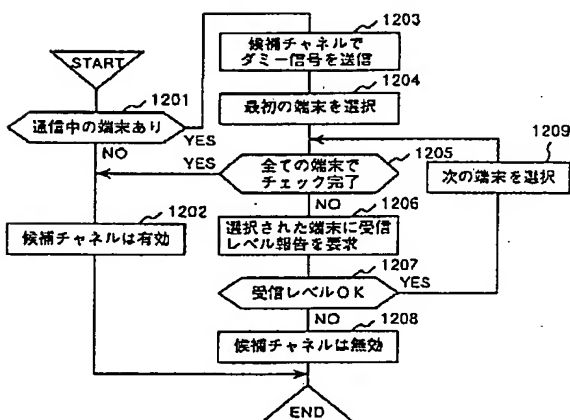 START
1201
通信中の端末あり
YES
NO
1202
候補チャネルは有効
1203
候補チャネルで
ダミー信号を送信
1204
最初の端末を選択
1205
全ての端末で
チェック完了
YES
NO
1206
選択された端末に受信
レベル報告を要求
1207
受信レベルOK
YES
NO
1208
候補チャネルは無効
1209
次の端末を選択
END